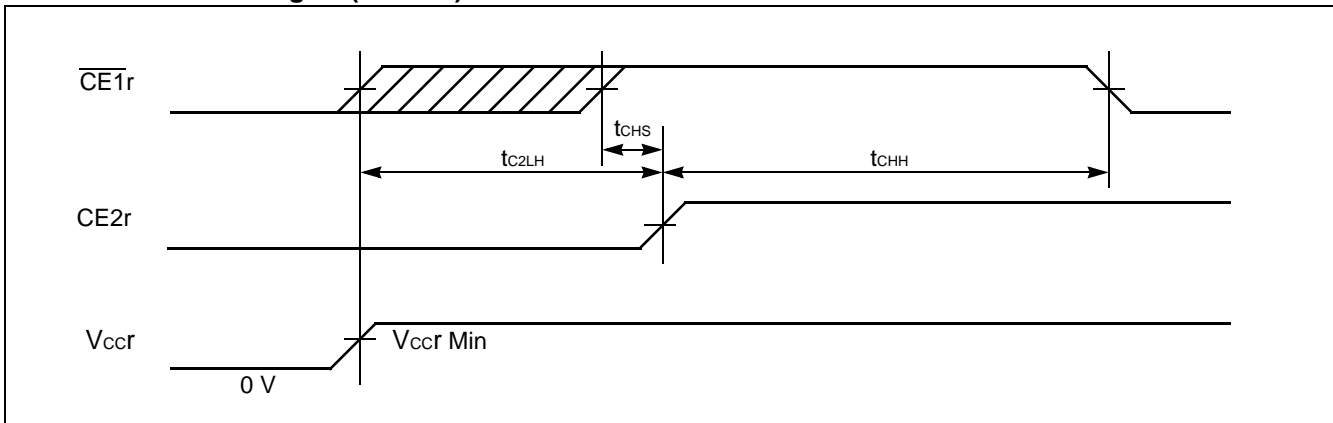 CE1r
tCHS
tC2LH
tCHH
CE2r
VCCr
VCCr Min
0 V